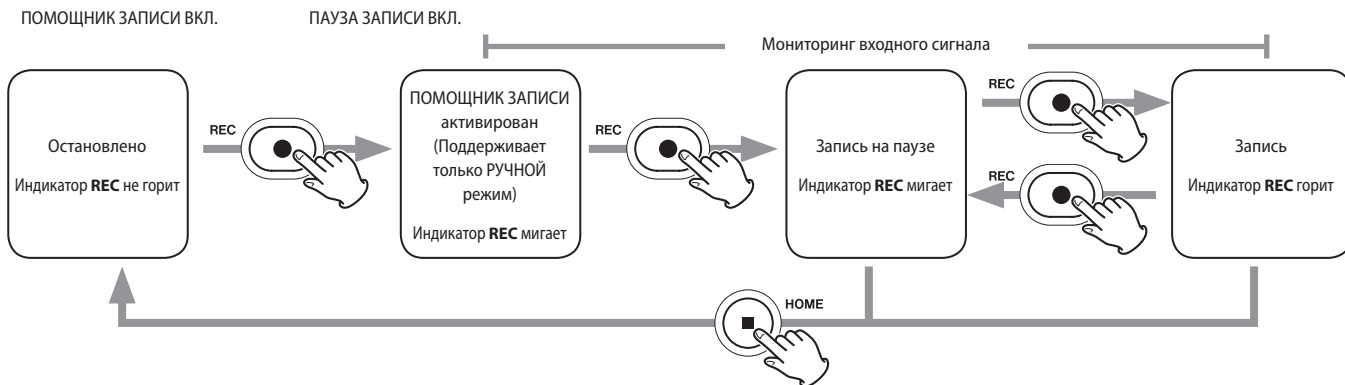 ПОМОЩНИК ЗАПИСИ ВКЛ.
ПАУЗА ЗАПИСИ ВКЛ.
Мониторинг входного сигнала
Остановлено
Индикатор REC не горит
REC
ПОМОЩНИК ЗАПИСИ
активирован
(Поддерживает
только РУЧНОЙ
режим)
Индикатор REC мигает
REC
Запись на паузе
Индикатор REC мигает
REC
REC
Запись
Индикатор REC горит
HOME